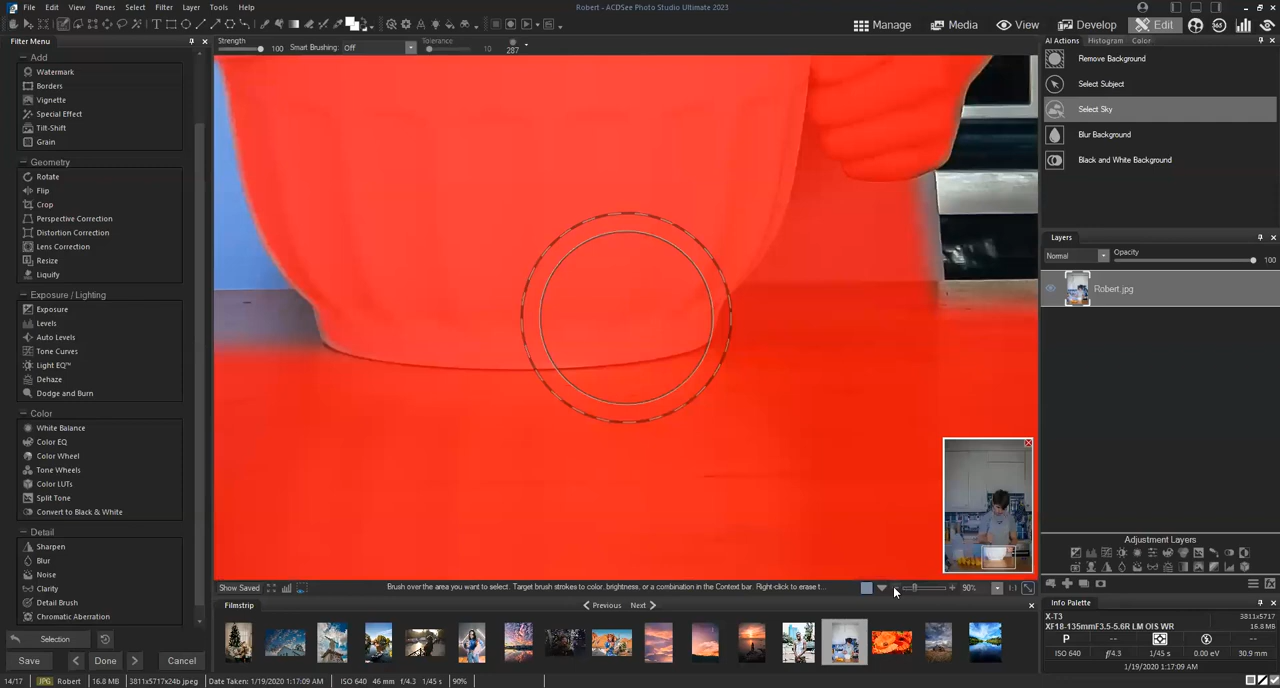 File Edit View Panes Select Filter Layer Tools Help
Robert - ACDSee Photo Studio Ultimate 2023
Manage Media View Develop Edit 365
Strength 100 Smart Brushing: Off Tolerance 10 287
Filter Menu
Add
Watermark
Borders
Vignette
Special Effect
Tilt-Shift
Grain
Geometry
Rotate
Flip
Crop
Perspective Correction
Distortion Correction
Lens Correction
Resize
Liquify
Exposure / Lighting
Exposure
Levels
Auto Levels
Tone Curves
Light EQ™
Dehaze
Dodge and Burn
Color
White Balance
Color EQ
Color Wheel
Tone Wheels
Color LUTs
Split Tone
Convert to Black & White
Detail
Sharpen
Blur
Noise
Clarity
Detail Brush
Chromatic Aberration
Selection
Save Done Cancel
AI Actions Histogram Color
Remove Background
Select Subject
Select Sky
Blur Background
Black and White Background
Layers
Normal Opacity 100
Robert.jpg
Adjustment Layers
Info Palette
X-T3 3811x5717
XF18-135mmF3.5-5.6R LM OIS WR 16.8 MB
P -- --
ISO 640 f/4.3 1/45 s 0.00 eV 30.9 mm
1/19/2020 1:17:09 AM
Show Saved Brush over the area you want to select. Target brush strokes to color, brightness, or a combination in the Context bar. Right-click to erase t... 90% 1:1
Filmstrip Previous Next
14/17 JPG Robert 16.8 MB 3811x5717x24b jpeg Date Taken: 1/19/2020 1:17:09 AM ISO 640 46 mm f/4.3 1/45 s 90%